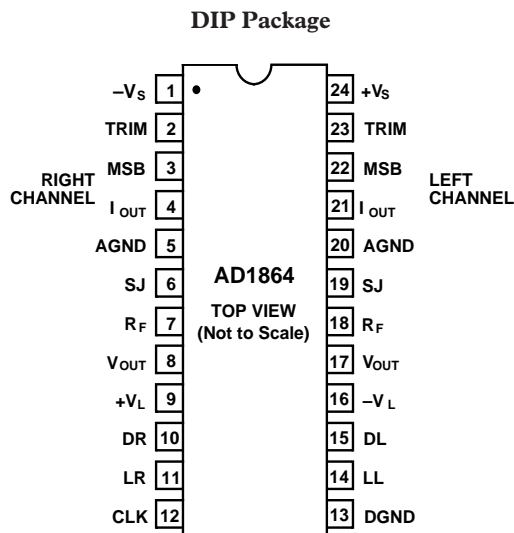 DIP Package
–VS 1 24 +VS
TRIM 2 23 TRIM
MSB 3 22 MSB
RIGHT CHANNEL
LEFT CHANNEL
IOUT 4 21 IOUT
AGND 5 20 AGND
SJ 6 19 SJ
AD1864
TOP VIEW
(Not to Scale)
RF 7 18 RF
VOUT 8 17 VOUT
+VL 9 16 –VL
DR 10 15 DL
LR 11 14 LL
CLK 12 13 DGND